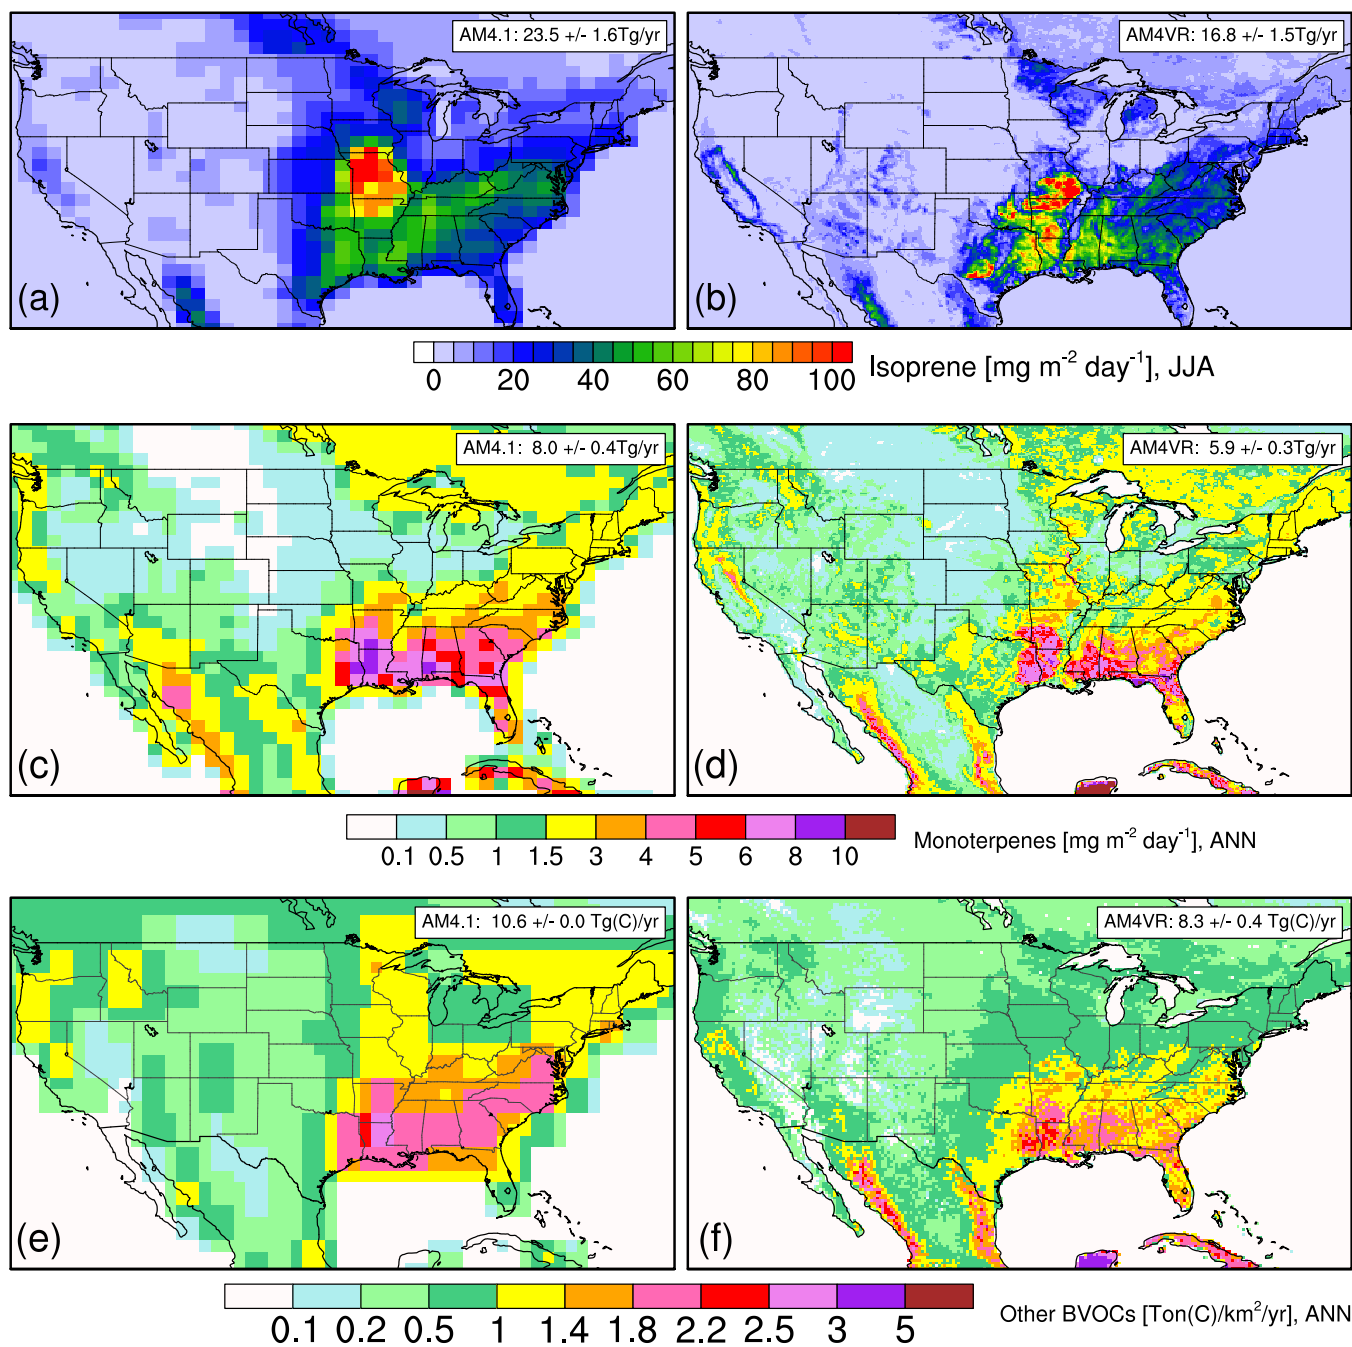 AM4.1: 23.5 +/- 1.6Tg/yr
(a)
AM4VR: 16.8 +/- 1.5Tg/yr
(b)
0 20 40 60 80 100
Isoprene [mg m-2 day-1], JJA
AM4.1: 8.0 +/- 0.4Tg/yr
(c)
AM4VR: 5.9 +/- 0.3Tg/yr
(d)
0.1 0.5 1 1.5 3 4 5 6 8 10
Monoterpenes [mg m-2 day-1], ANN
AM4.1: 10.6 +/- 0.0 Tg(C)/yr
(e)
AM4VR: 8.3 +/- 0.4 Tg(C)/yr
(f)
0.1 0.2 0.5 1 1.4 1.8 2.2 2.5 3 5
Other BVOCs [Ton(C)/km2/yr], ANN